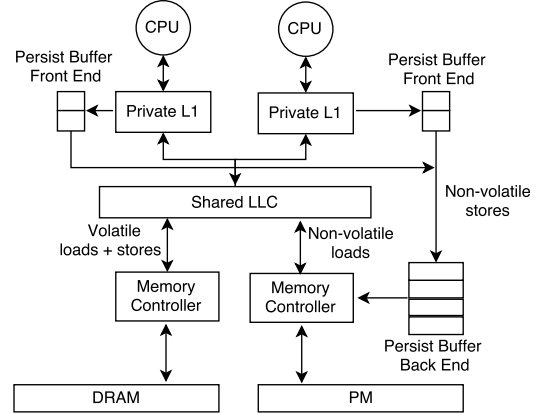 CPU
CPU
Persist Buffer
Front End
Persist Buffer
Front End
Private L1
Private L1
Shared LLC
Non-volatile
stores
Volatile
loads + stores
Non-volatile
loads
Memory
Controller
Memory
Controller
Persist Buffer
Back End
DRAM
PM